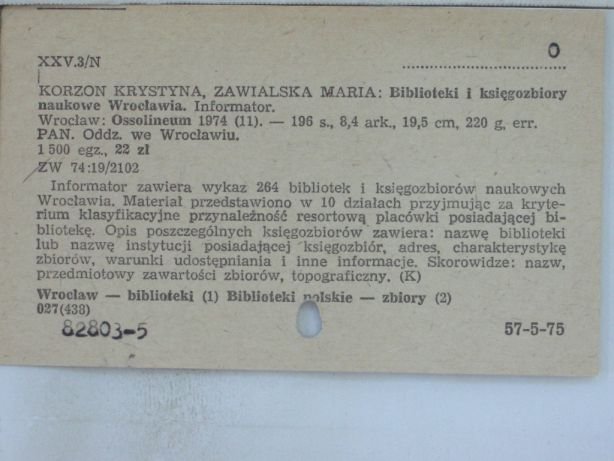 O
XXV.3/N
KORZON KRYSTYNA, ZAWIALSKA MARIA: Biblioteki i księgozbiory
naukowe Wrocławia. Informator.
Wrocław: Ossolineum 1974 (11). — 196 s., 8,4 ark., 19,5 cm, 220 g, err.
PAN. Oddz. we Wrocławiu.
1 500 egz., 22 zł
ZW 74:19/2102
Informator zawiera wykaz 264 bibliotek i księgozbiorów naukowych
Wrocławia. Materiał przedstawiono w 10 działach przyjmując za kryte-
rium klasyfikacyjne przynależność resortową placówki posiadającej bi-
bliotekę. Opis poszczególnych księgozbiorów zawiera: nazwę biblioteki
lub nazwę instytucji posiadającej księgozbiór, adres, charakterystykę
zbiorów, warunki udostępniania i inne informacje. Skorowidze: nazw,
przedmiotowy zawartości zbiorów, topograficzny. (K)
Wrocław — biblioteki (1) Biblioteki polskie — zbiory (2)
027(438)
82803-5
57-5-75